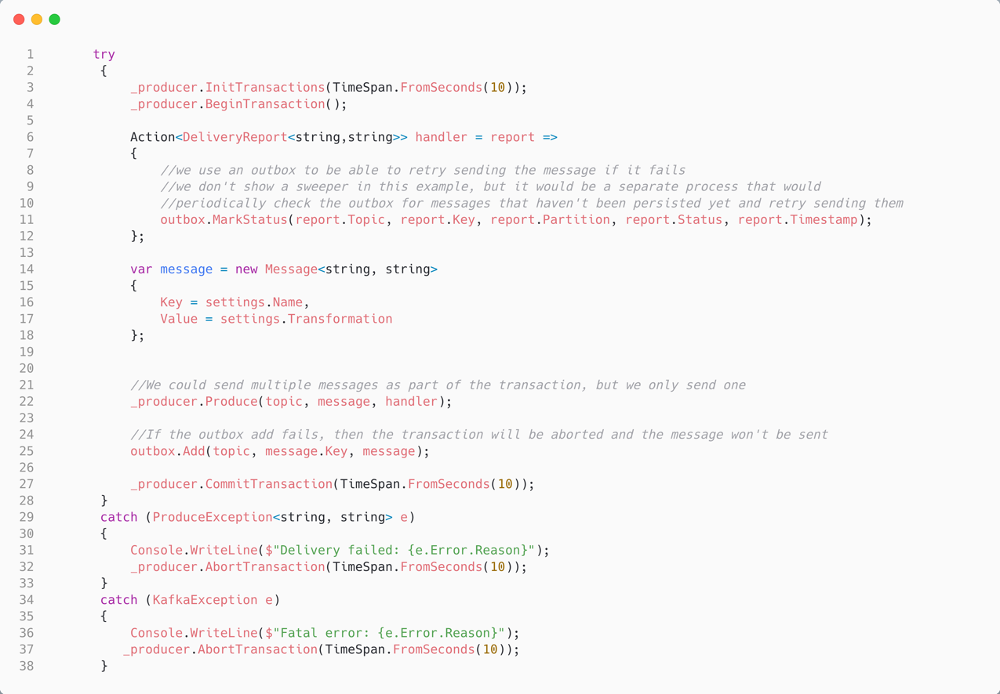 1 try
2 {
3 _producer.InitTransactions(TimeSpan.FromSeconds(10));
4 _producer.BeginTransaction();
5
6 Action<DeliveryReport<string,string>> handler = report =>
7 {
8 //we use an outbox to be able to retry sending the message if it fails
9 //we don't show a sweeper in this example, but it would be a separate process that would
10 //periodically check the outbox for messages that haven't been persisted yet and retry sending them
11 outbox.MarkStatus(report.Topic, report.Key, report.Partition, report.Status, report.Timestamp);
12 };
13
14 var message = new Message<string, string>
15 {
16 Key = settings.Name,
17 Value = settings.Transformation
18 };
19
20
21 //We could send multiple messages as part of the transaction, but we only send one
22 _producer.Produce(topic, message, handler);
23
24 //If the outbox add fails, then the transaction will be aborted and the message won't be sent
25 outbox.Add(topic, message.Key, message);
26
27 _producer.CommitTransaction(TimeSpan.FromSeconds(10));
28 }
29 catch (ProduceException<string, string> e)
30 {
31 Console.WriteLine($"Delivery failed: {e.Error.Reason}");
32 _producer.AbortTransaction(TimeSpan.FromSeconds(10));
33 }
34 catch (KafkaException e)
35 {
36 Console.WriteLine($"Fatal error: {e.Error.Reason}");
37 _producer.AbortTransaction(TimeSpan.FromSeconds(10));
38 }